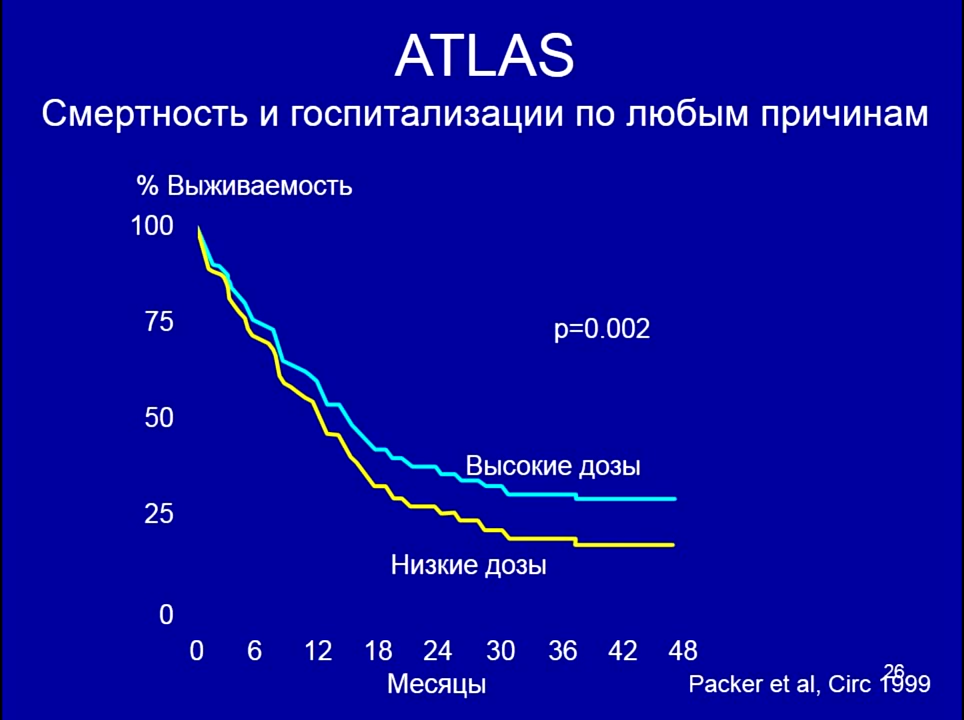 ATLAS
Смертность и госпитализации по любым причинам
% Выживаемость
100
75
p=0.002
50
Высокие дозы
25
Низкие дозы
0
0 6 12 18 24 30 36 42 48
Месяцы
26
Packer et al, Circ 1999